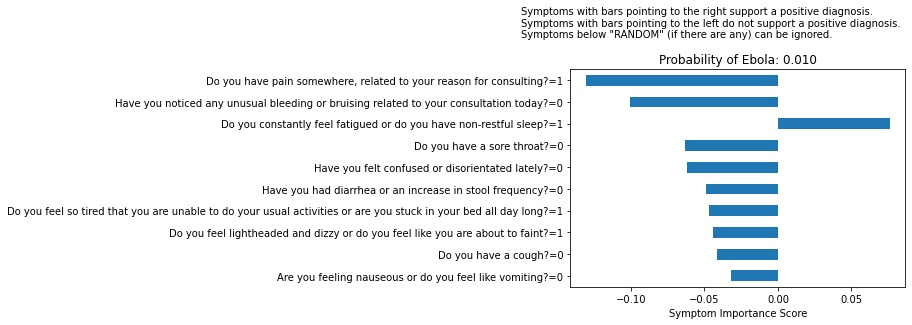 Symptoms with bars pointing to the right support a positive diagnosis.
Symptoms with bars pointing to the left do not support a positive diagnosis.
Symptoms below "RANDOM" (if there are any) can be ignored.
Probability of Ebola: 0.010
Do you have pain somewhere, related to your reason for consulting?=1
Have you noticed any unusual bleeding or bruising related to your consultation today?=0
Do you constantly feel fatigued or do you have non-restful sleep?=1
Do you have a sore throat?=0
Have you felt confused or disorientated lately?=0
Have you had diarrhea or an increase in stool frequency?=0
Do you feel so tired that you are unable to do your usual activities or are you stuck in your bed all day long?=1
Do you feel lightheaded and dizzy or do you feel like you are about to faint?=1
Do you have a cough?=0
Are you feeling nauseous or do you feel like vomiting?=0
−0.10 −0.05 0.00 0.05
Symptom Importance Score